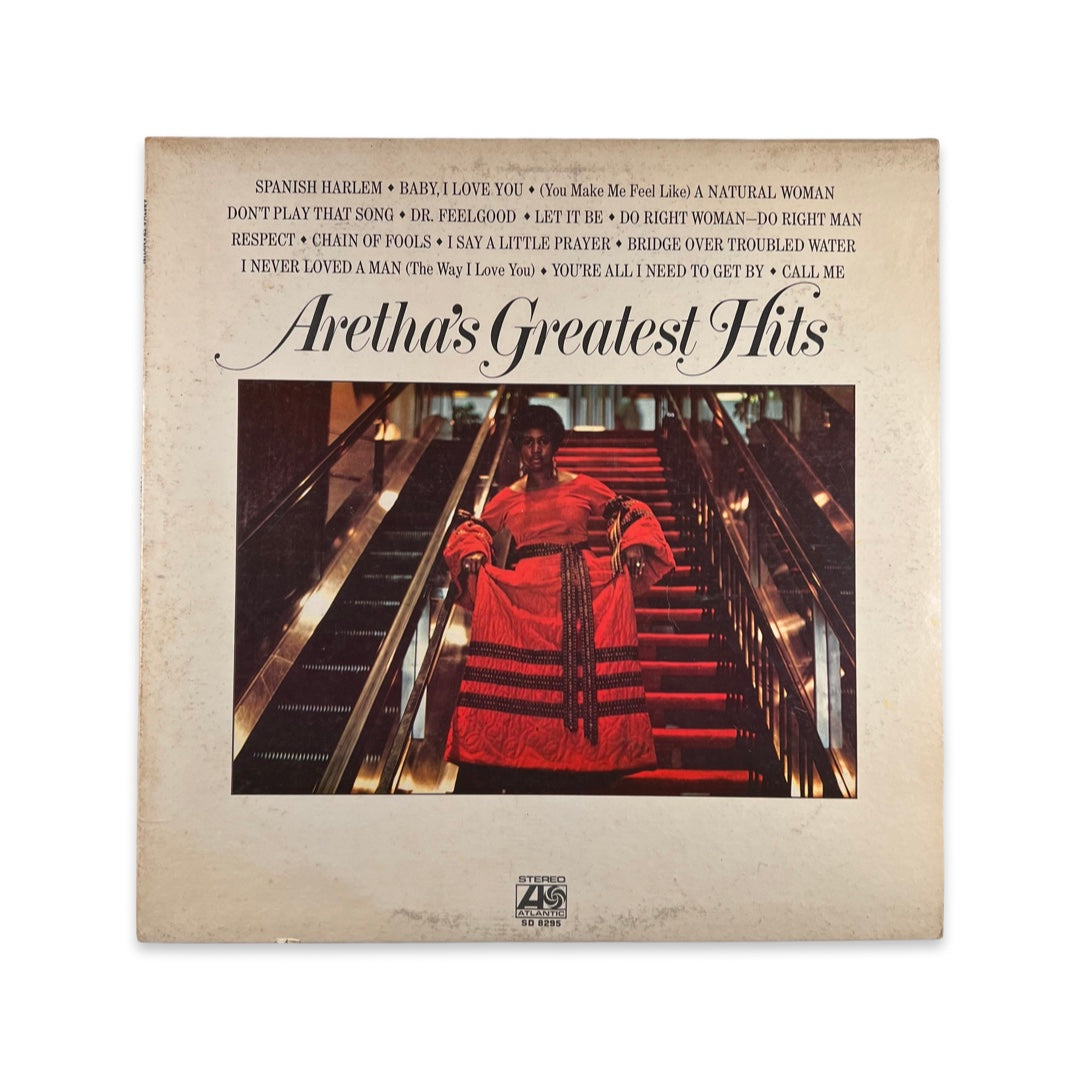 SPANISH HARLEM ♦ BABY, I LOVE YOU ♦ (You Make Me Feel Like) A NATURAL WOMAN
DON'T PLAY THAT SONG ♦ DR. FEELGOOD ♦ LET IT BE ♦ DO RIGHT WOMAN—DO RIGHT MAN
RESPECT ♦ CHAIN OF FOOLS ♦ I SAY A LITTLE PRAYER ♦ BRIDGE OVER TROUBLED WATER
I NEVER LOVED A MAN (The Way I Love You) ♦ YOU'RE ALL I NEED TO GET BY ♦ CALL ME
Aretha's Greatest Hits
STEREO
A
ATLANTIC
SD 8295